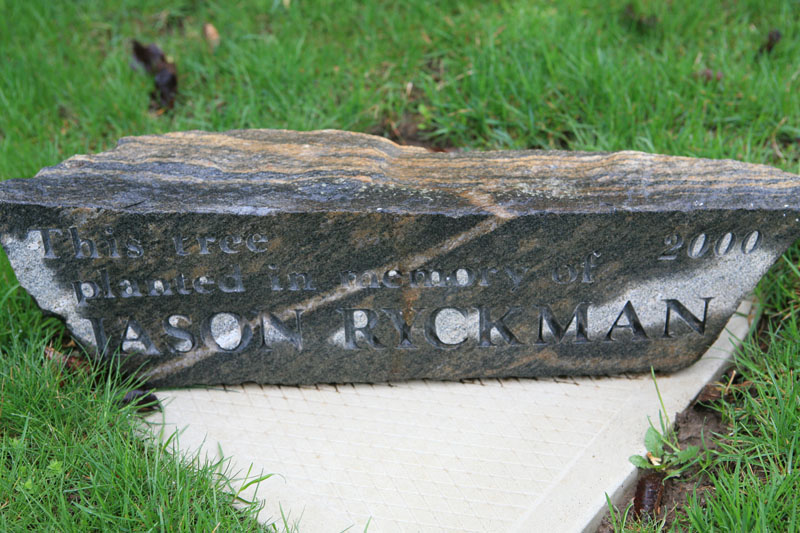 This tree 2000
planted in memory of
JASON RYCKMAN